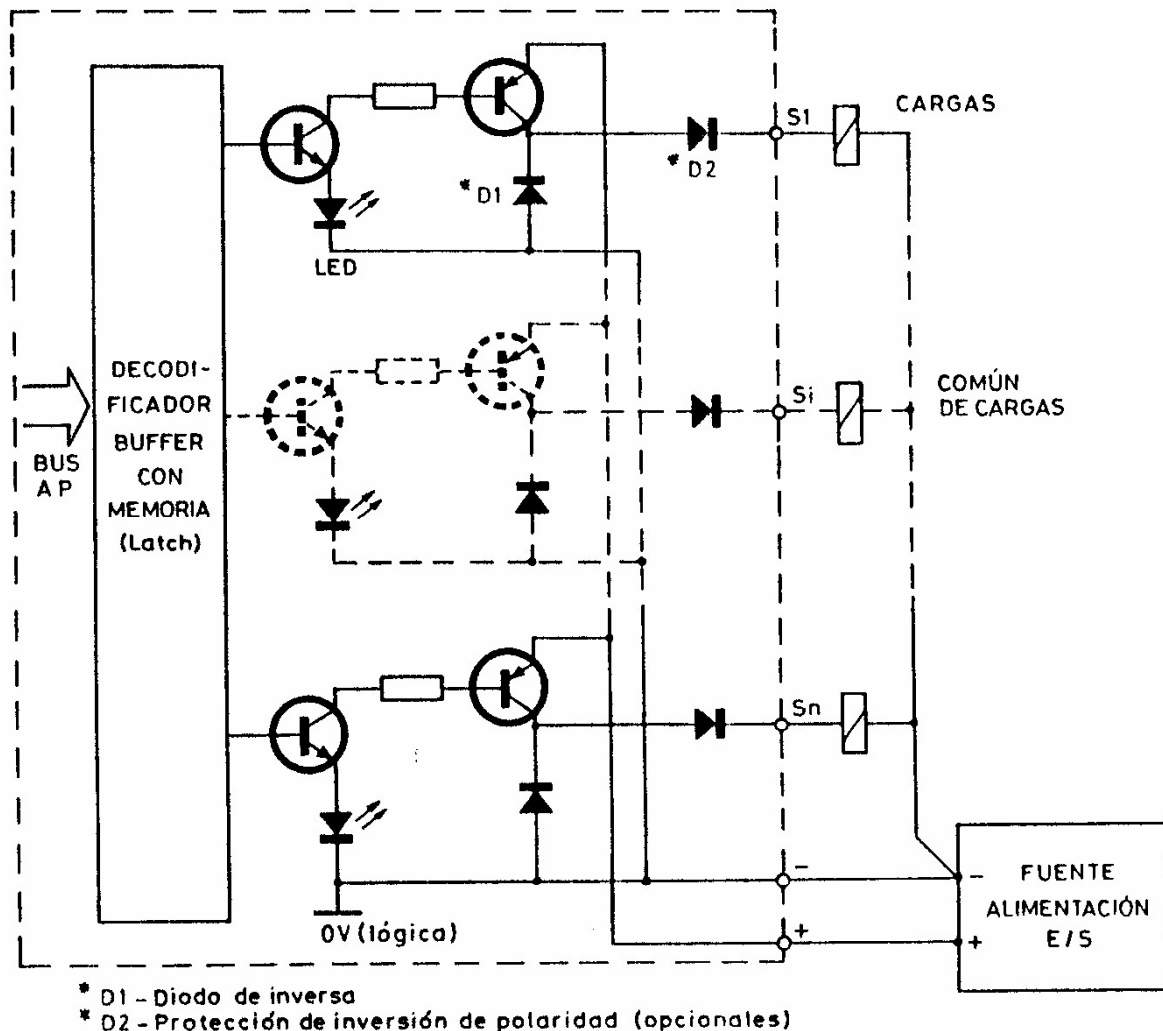 S1
CARGAS
* D2
* D1
LED
DECODI-
FICADOR
BUFFER
CON
MEMORIA
(Latch)
BUS
AP
Si
COMÚN
DE CARGAS
Sn
-
+
-
+
FUENTE
ALIMENTACIÓN
E/S
0V (lógica)
* D1 - Diodo de inversa
* D2 - Protección de inversión de polaridad (opcionales)